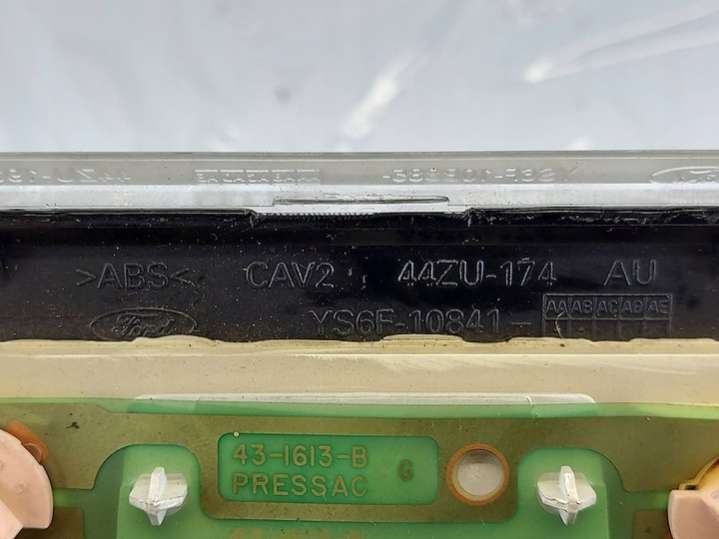 >ABS< CAV2 44ZU-174 AU
Ford YS6F-10841- AA AB AC AD AE
43-1613-B G
PRESSAC